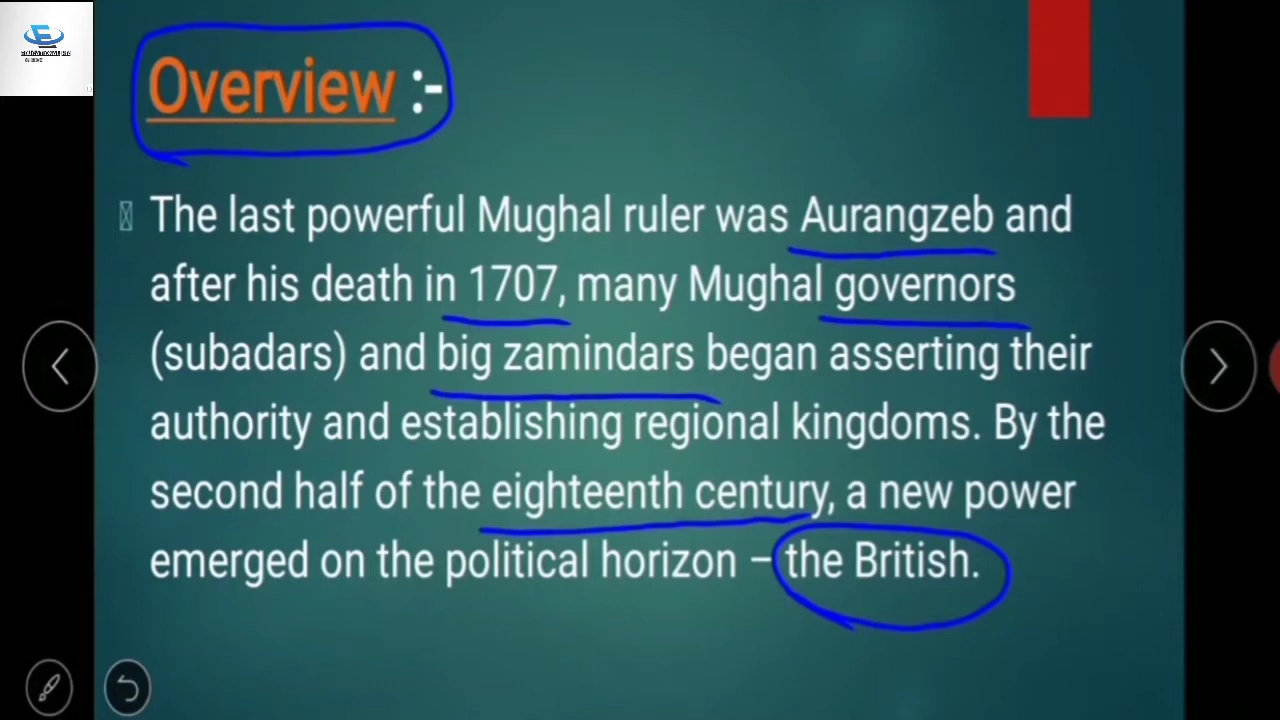 Overview :-
The last powerful Mughal ruler was Aurangzeb and
after his death in 1707, many Mughal governors
(subadars) and big zamindars began asserting their
authority and establishing regional kingdoms. By the
second half of the eighteenth century, a new power
emerged on the political horizon – the British.